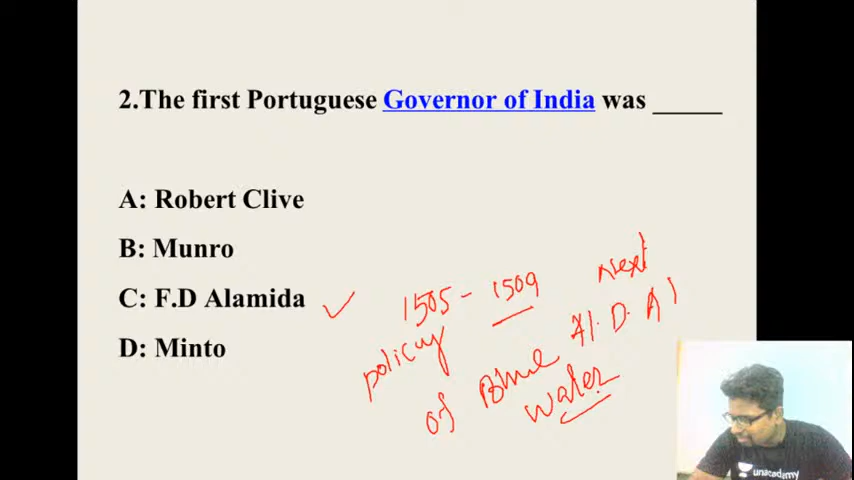 2.The first Portuguese Governor of India was _____
A: Robert Clive
B: Munro
C: F.D Alamida
D: Minto
1505 - 1509
policy
of Blue
water
next
unacademy